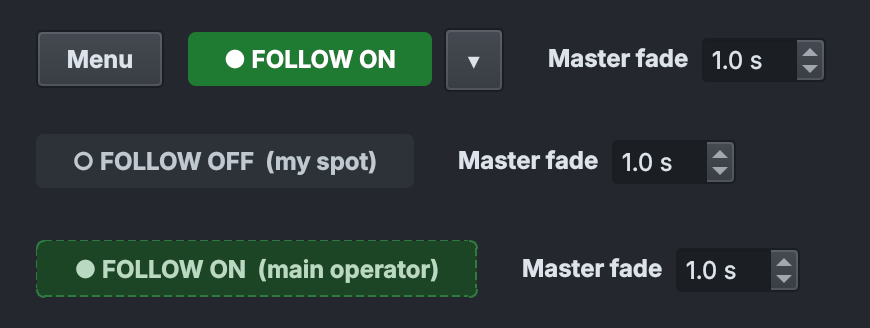 Menu ● FOLLOW ON ▼ Master fade 1.0 s
○ FOLLOW OFF (my spot) Master fade 1.0 s
● FOLLOW ON (main operator) Master fade 1.0 s